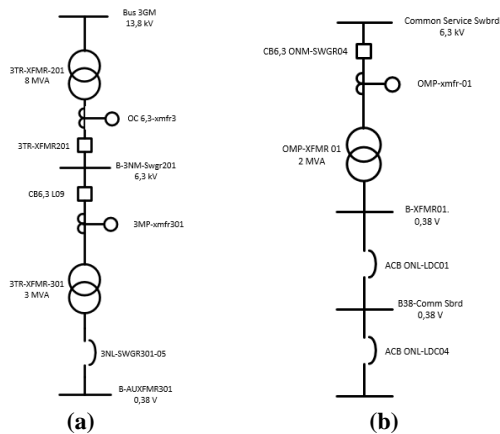 Bus 3GM
13,8 kV
3TR-XFMR-201
8 MVA
OC 6,3-xmfr3
3TR-XFMR201
B-3NM-Swgr201
6,3 kV
CB6,3 L09
3MP-xmfr301
3TR-XFMR-301
3 MVA
3NL-SWGR301-05
B-AUXFMR301
0,38 V
(a)
Common Service Swbrd
6,3 kV
CB6,3 ONM-SWGR04
OMP-xmfr-01
OMP-XFMR 01
2 MVA
B-XFMR01.
0,38 V
ACB ONL-LDC01
B38-Comm Sbrd
0,38 V
ACB ONL-LDC04
(b)